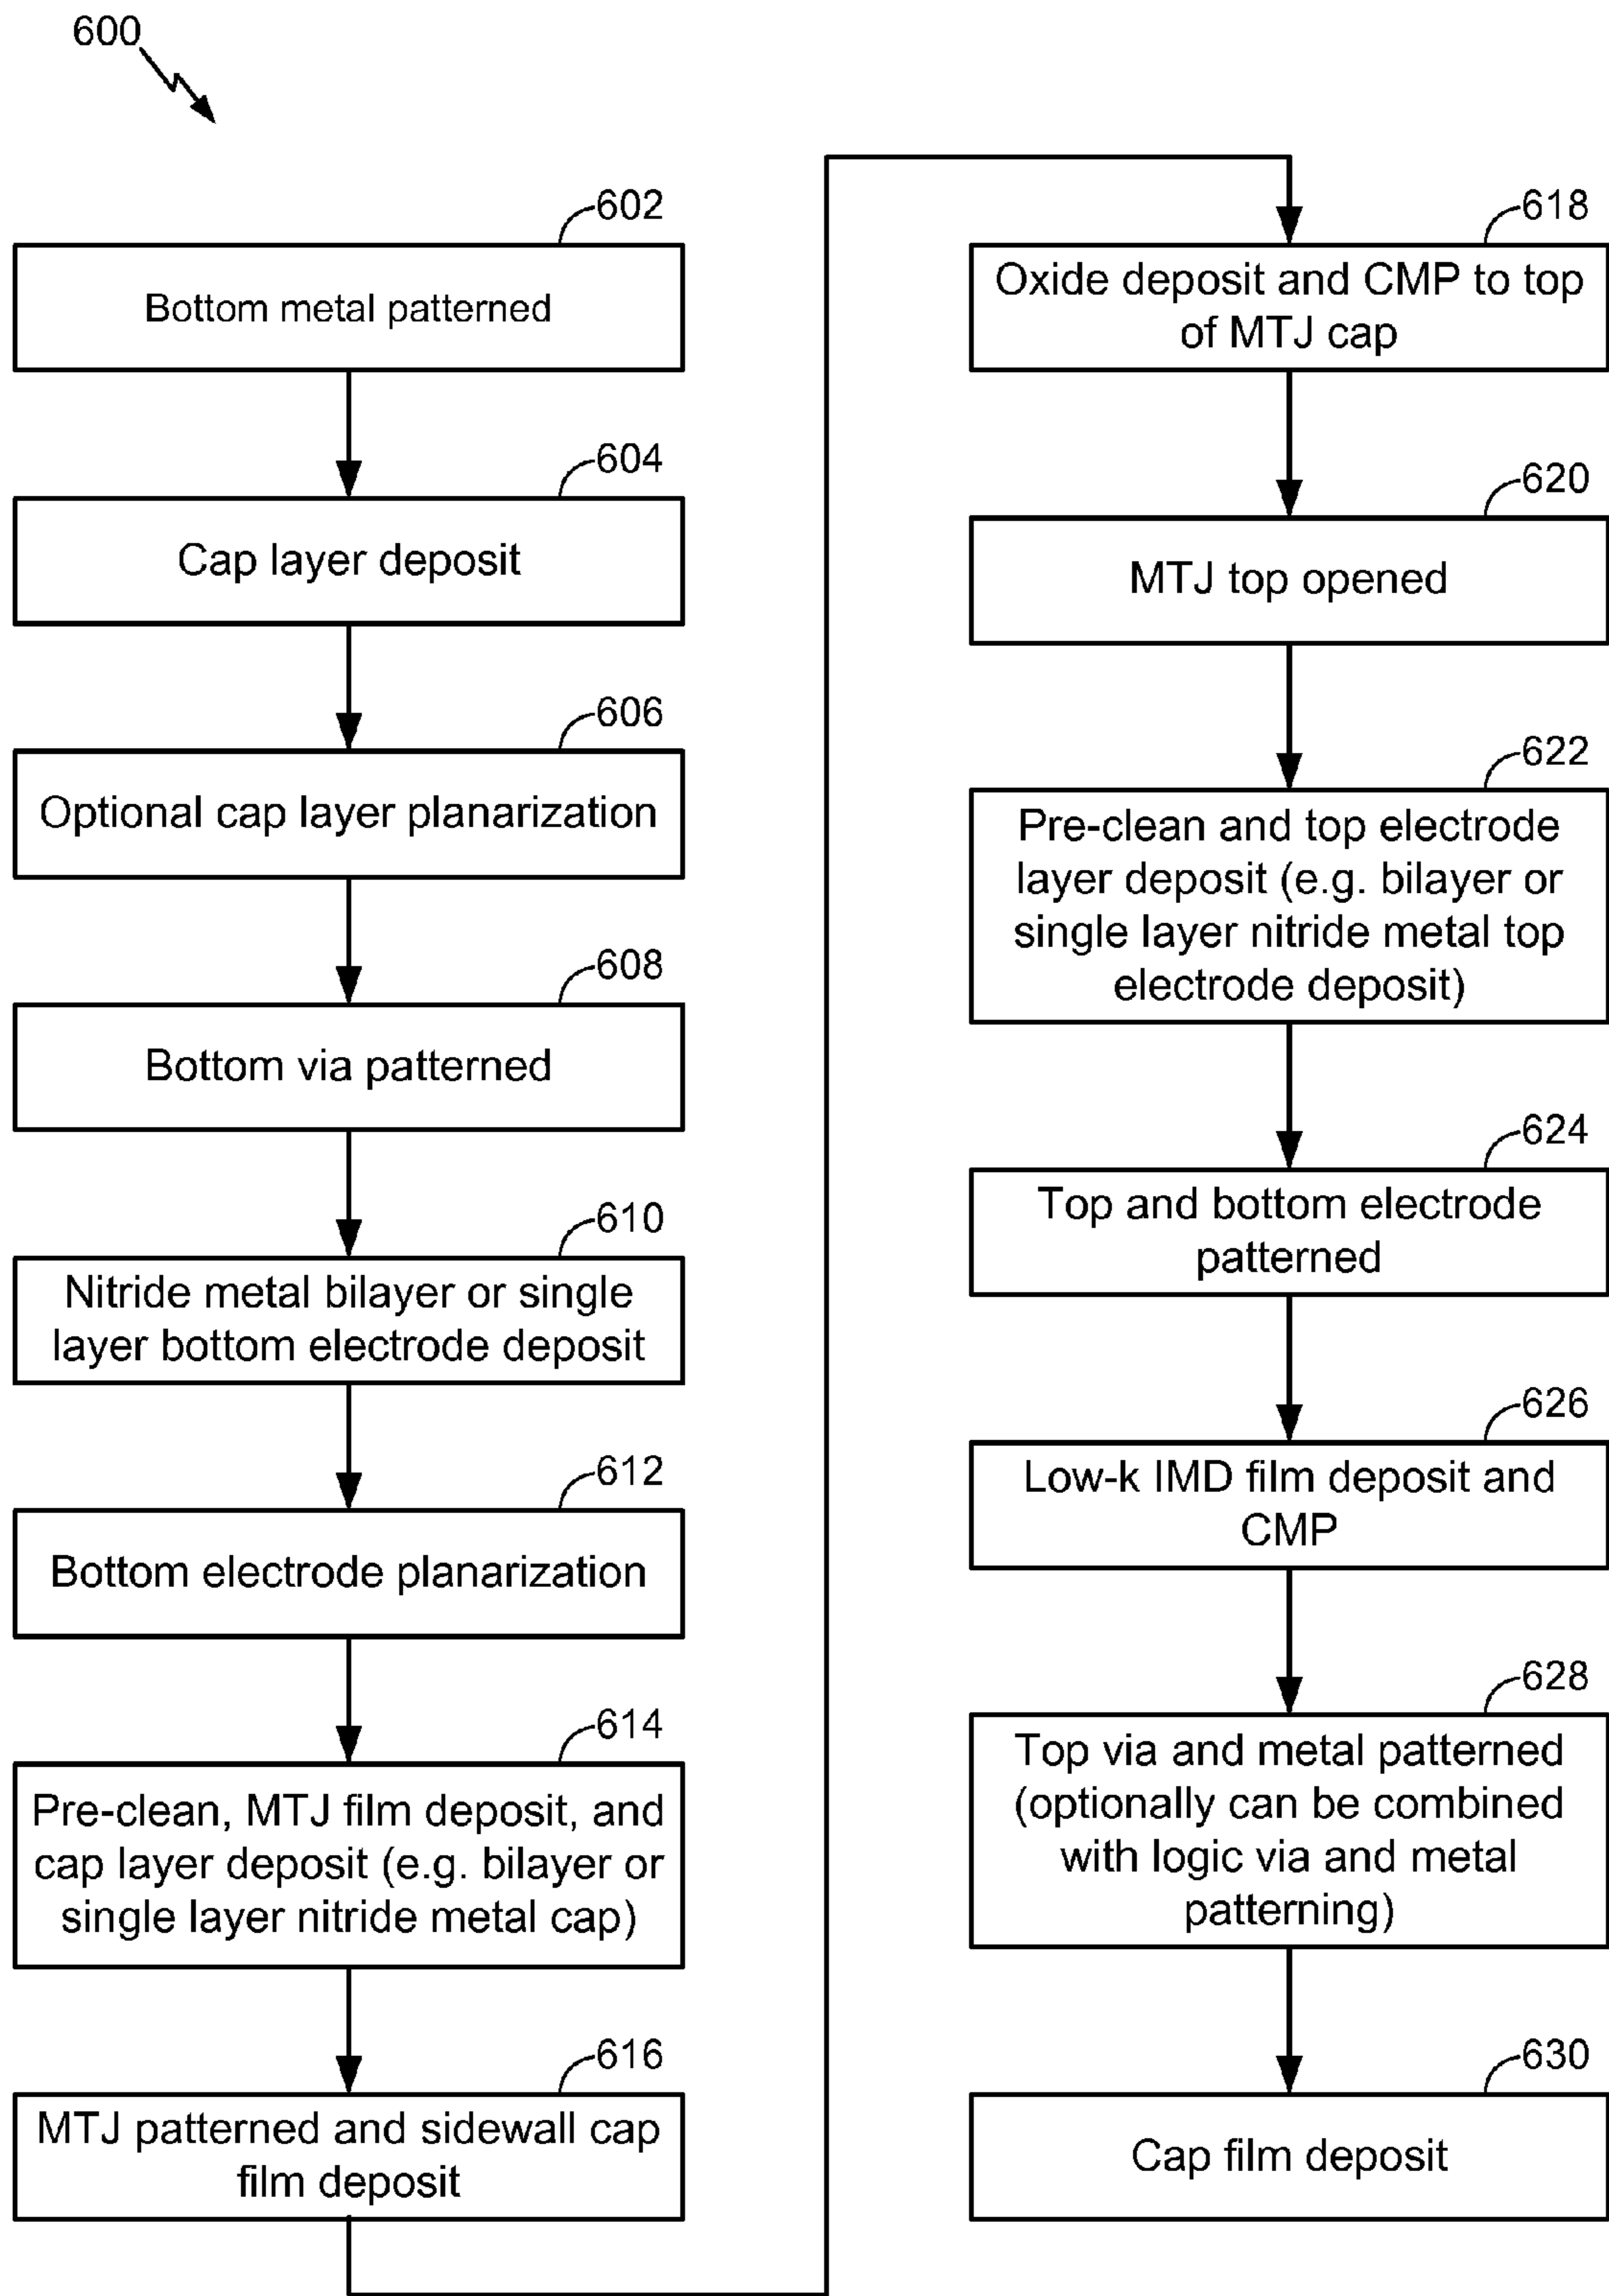 600
602
Bottom metal patterned
604
Cap layer deposit
606
Optional cap layer planarization
608
Bottom via patterned
610
Nitride metal bilayer or single
layer bottom electrode deposit
612
Bottom electrode planarization
614
Pre-clean, MTJ film deposit, and
cap layer deposit (e.g. bilayer or
single layer nitride metal cap)
616
MTJ patterned and sidewall cap
film deposit
618
Oxide deposit and CMP to top
of MTJ cap
620
MTJ top opened
622
Pre-clean and top electrode
layer deposit (e.g. bilayer or
single layer nitride metal top
electrode deposit)
624
Top and bottom electrode
patterned
626
Low-k IMD film deposit and
CMP
628
Top via and metal patterned
(optionally can be combined
with logic via and metal
patterning)
630
Cap film deposit